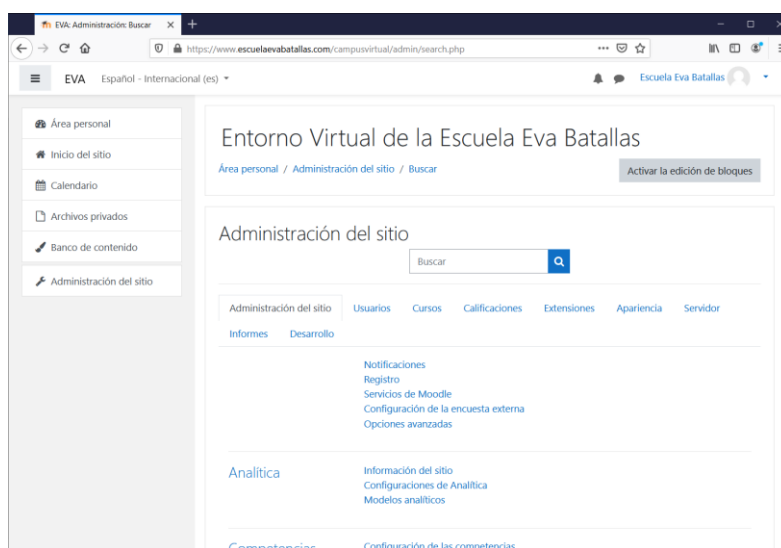 EVA: Administración: Buscar
https://www.escuelaevabatallas.com/campusvirtual/admin/search.php
EVA Español - Internacional (es)
Escuela Eva Batallas
Área personal
Inicio del sitio
Calendario
Archivos privados
Banco de contenido
Administración del sitio
Entorno Virtual de la Escuela Eva Batallas
Área personal / Administración del sitio / Buscar
Activar la edición de bloques
Administración del sitio
Buscar
Administración del sitio Usuarios Cursos Calificaciones Extensiones Apariencia Servidor
Informes Desarrollo
Notificaciones
Registro
Servicios de Moodle
Configuración de la encuesta externa
Opciones avanzadas
Analítica
Información del sitio
Configuraciones de Analítica
Modelos analíticos
Competencias
Configuración de las competencias